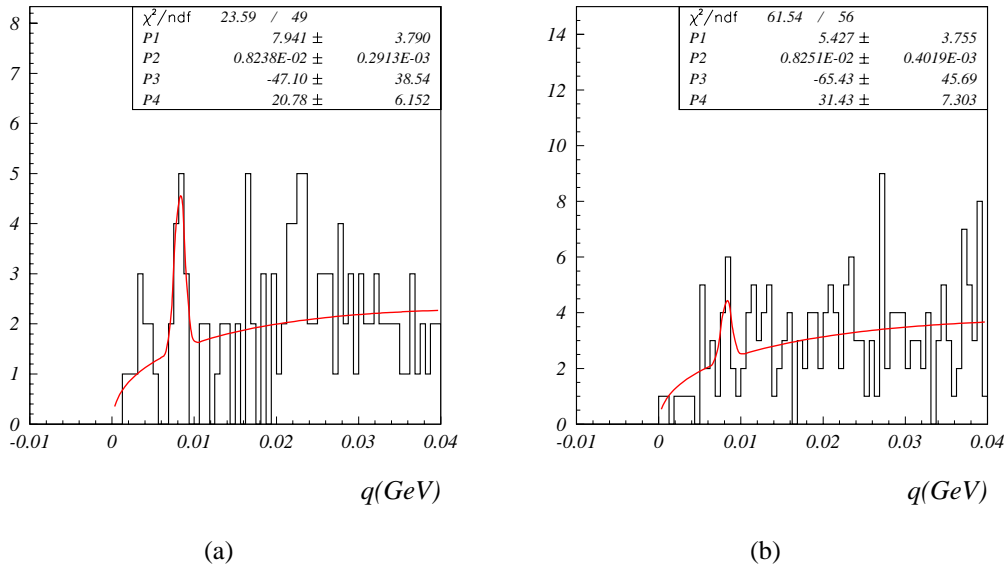 χ²/ndf 23.59 / 49
P1 7.941 ± 3.790
P2 0.8238E-02 ± 0.2913E-03
P3 -47.10 ± 38.54
P4 20.78 ± 6.152
8
7
6
5
4
3
2
1
0
-0.01 0 0.01 0.02 0.03 0.04
q(GeV)
(a)
χ²/ndf 61.54 / 56
P1 5.427 ± 3.755
P2 0.8251E-02 ± 0.4019E-03
P3 -65.43 ± 45.69
P4 31.43 ± 7.303
14
12
10
8
6
4
2
0
-0.01 0 0.01 0.02 0.03 0.04
q(GeV)
(b)